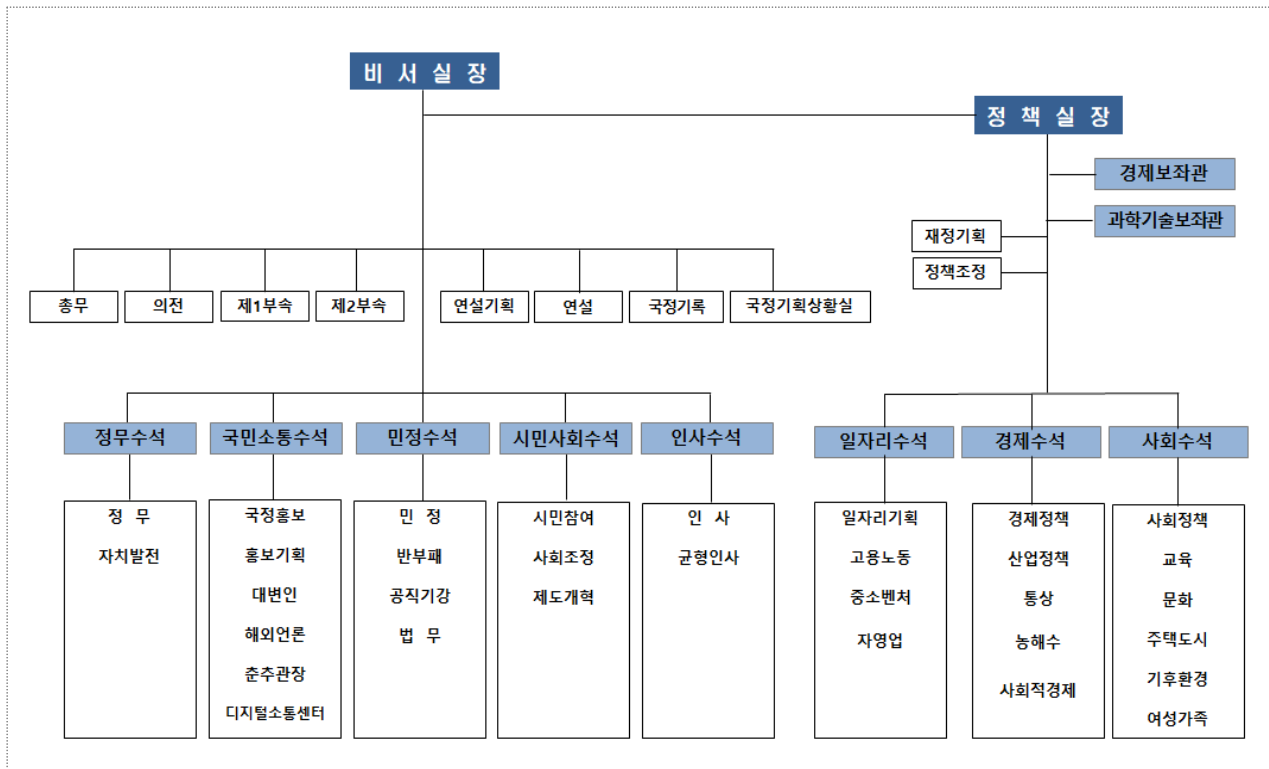 비 서 실 장
정 책 실 장
경제보좌관
과학기술보좌관
재정기획
정책조정
총무
의전
제1부속
제2부속
연설기획
연설
국정기록
국정기획상황실
정무수석
국민소통수석
민정수석
시민사회수석
인사수석
일자리수석
경제수석
사회수석
정 무
자치발전
국정홍보
홍보기획
대변인
해외언론
춘추관장
디지털소통센터
민 정
반부패
공직기강
법 무
시민참여
사회조정
제도개혁
인 사
균형인사
일자리기획
고용노동
중소벤처
자영업
경제정책
산업정책
통상
농해수
사회적경제
사회정책
교육
문화
주택도시
기후환경
여성가족